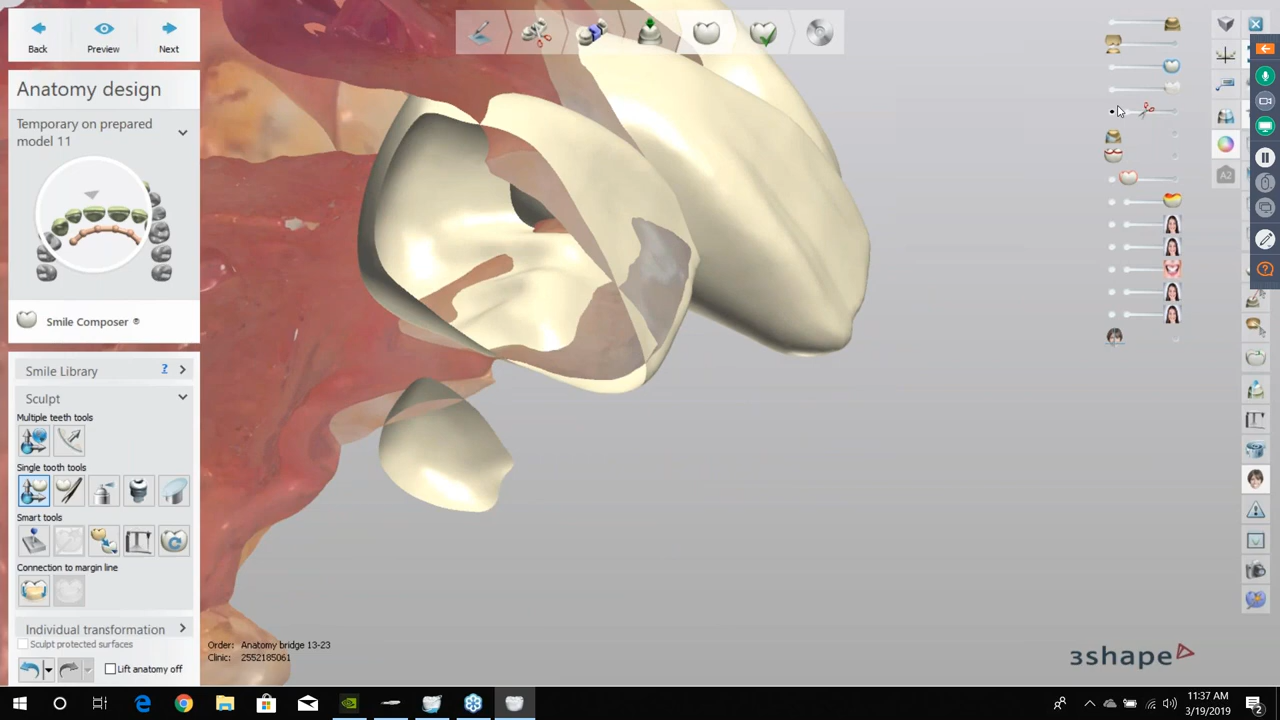 Back
Preview
Next
Anatomy design
Temporary on prepared
model 11
Smile Composer ®
Smile Library
?
Sculpt
Multiple teeth tools
Single tooth tools
Smart tools
Connection to margin line
Individual transformation
Sculpt protected surfaces
Lift anatomy off
Order: Anatomy bridge 13-23
Clinic: 2552185061
A2
3shape
11:37 AM
3/19/2019
2